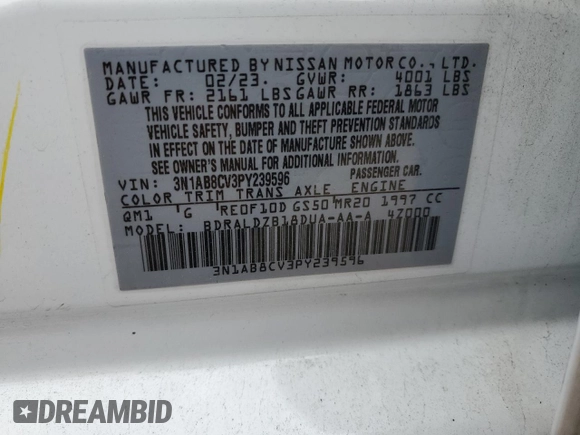 MANUFACTURED BY NISSAN MOTOR CO., LTD.
DATE: 02/23. GVWR: 4001 LBS
GAWR FR: 2161 LBS GAWR RR: 1863 LBS
THIS VEHICLE CONFORMS TO ALL APPLICABLE FEDERAL MOTOR
VEHICLE SAFETY, BUMPER AND THEFT PREVENTION STANDARDS
IN EFFECT ON THE DATE OF MANUFACTURE SHOWN ABOVE.
SEE OWNER'S MANUAL FOR ADDITIONAL INFORMATION
VIN: 3N1AB8CV3PY239596 PASSENGER CAR.
COLOR TRIM TRANS AXLE ENGINE
QM1 G RE0F10D GS50 MR20 1997 CC
MODEL: BDRALDZB18DUA-AA-A 4Z000
3N1AB8CV3PY239596
DREAMBID